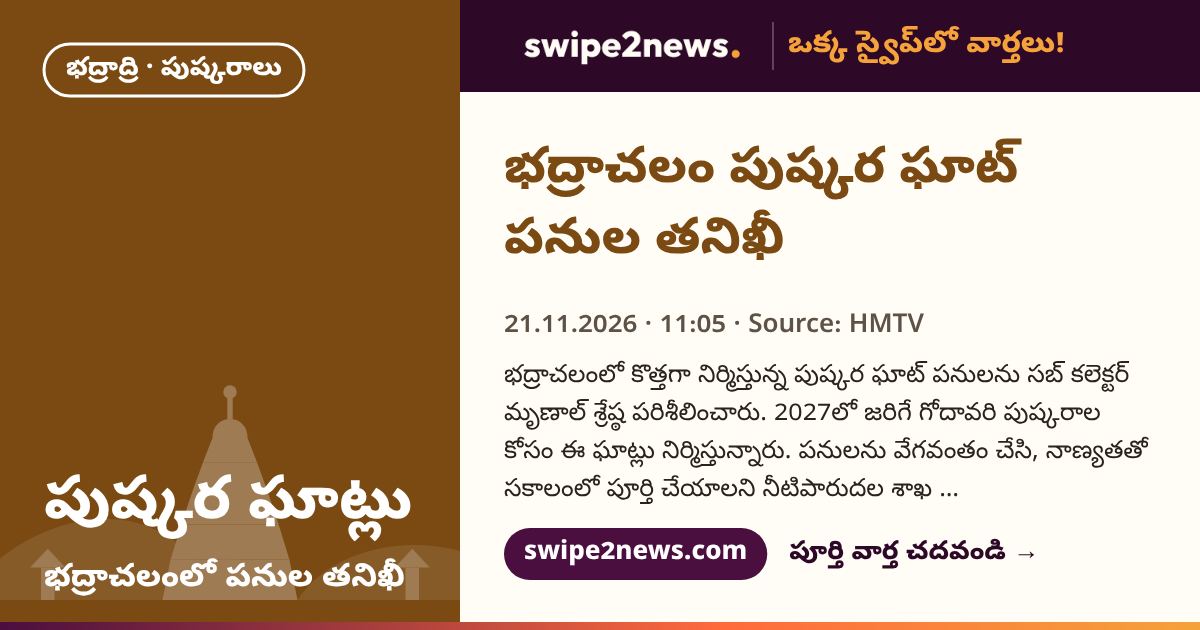 భద్రాద్రి · పుష్కరాలు
పుష్కర ఘాట్లు
భద్రాచలంలో పనుల తనిఖీ
swipe2news. ఒక్క స్వైప్‌లో వార్తలు!
భద్రాచలం పుష్కర ఘాట్
పనుల తనిఖీ
21.11.2026 · 11:05 · Source: HMTV
భద్రాచలంలో కొత్తగా నిర్మిస్తున్న పుష్కర ఘాట్ పనులను సబ్ కలెక్టర్
మృణాల్ శ్రేష్ఠ పరిశీలించారు. 2027లో జరిగే గోదావరి పుష్కరాల
కోసం ఈ ఘాట్లు నిర్మిస్తున్నారు. పనులను వేగవంతం చేసి, నాణ్యతతో
సకాలంలో పూర్తి చేయాలని నీటిపారుదల శాఖ ...
swipe2news.com పూర్తి వార్త చదవండి →